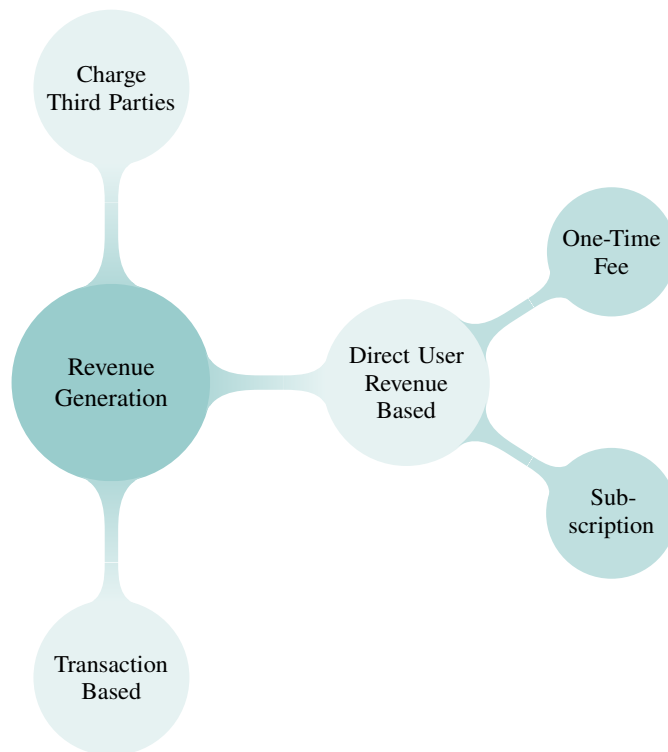 Charge
Third Parties
One-Time
Fee
Revenue
Generation
Direct User
Revenue
Based
Sub-
scription
Transaction
Based